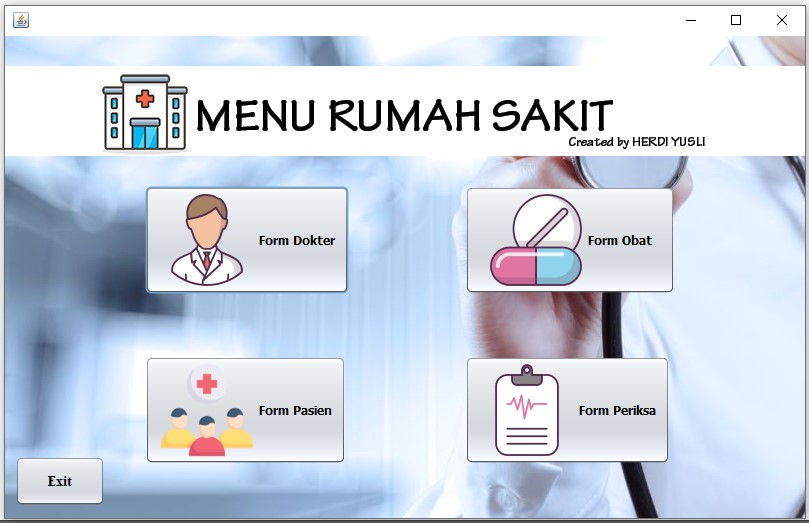 MENU RUMAH SAKIT
Created by HERDI YUSLI
Form Dokter
Form Obat
Form Pasien
Form Periksa
Exit